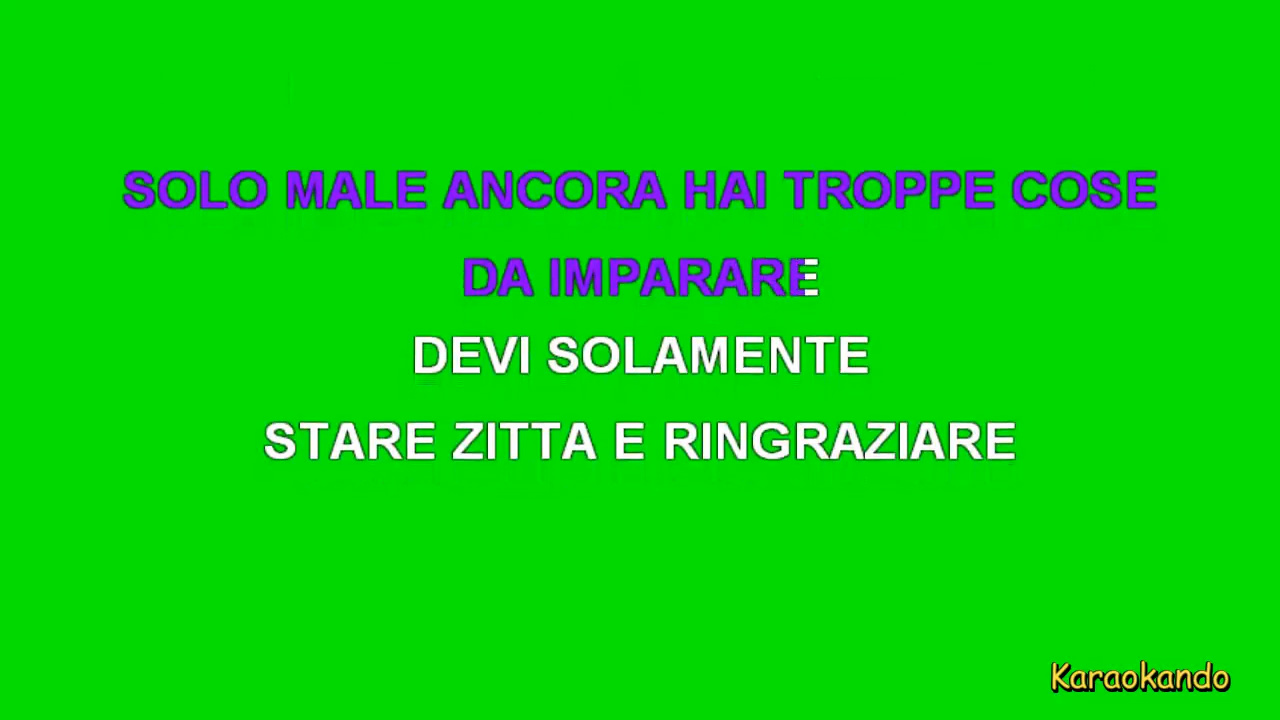 SOLO MALE ANCORA HAI TROPPE COSE
DA IMPARARE
DEVI SOLAMENTE
STARE ZITTA E RINGRAZIARE
Karaokando